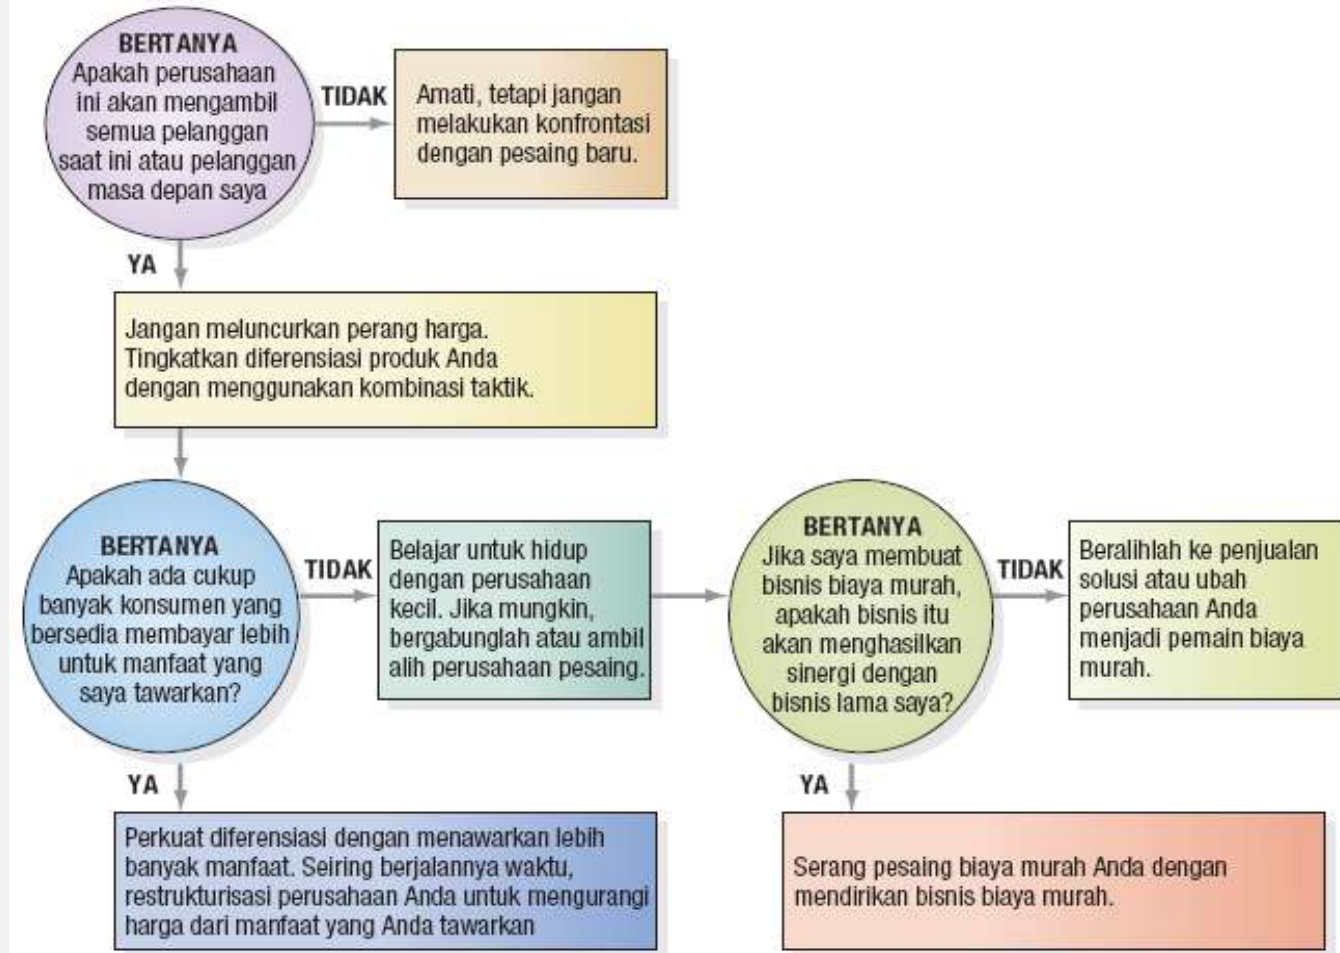 BERTANYA
Apakah perusahaan
ini akan mengambil
semua pelanggan
saat ini atau pelanggan
masa depan saya
TIDAK
Amati, tetapi jangan
melakukan konfrontasi
dengan pesaing baru.
YA
Jangan meluncurkan perang harga.
Tingkatkan diferensiasi produk Anda
dengan menggunakan kombinasi taktik.
BERTANYA
Apakah ada cukup
banyak konsumen yang
bersedia membayar lebih
untuk manfaat yang
saya tawarkan?
TIDAK
Belajar untuk hidup
dengan perusahaan
kecil. Jika mungkin,
bergabunglah atau ambil
alih perusahaan pesaing.
BERTANYA
Jika saya membuat
bisnis biaya murah,
apakah bisnis itu
akan menghasilkan
sinergi dengan
bisnis lama saya?
TIDAK
Beralihlah ke penjualan
solusi atau ubah
perusahaan Anda
menjadi pemain biaya
murah.
YA
Perkuat diferensiasi dengan menawarkan lebih
banyak manfaat. Seiring berjalannya waktu,
restrukturisasi perusahaan Anda untuk mengurangi
harga dari manfaat yang Anda tawarkan
YA
Serang pesaing biaya murah Anda dengan
mendirikan bisnis biaya murah.